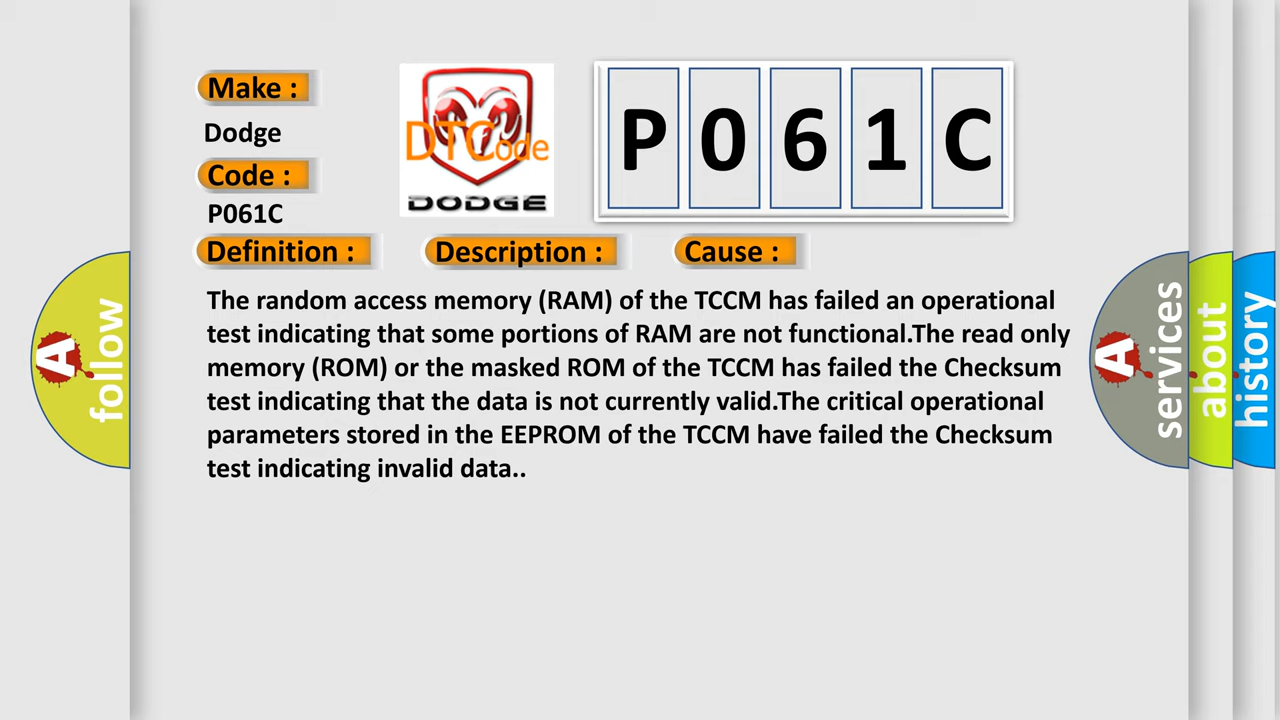 Make :
Dodge
Code :
P061C
DTCode
DODGE
P061C
Definition :
Description :
Cause :
The random access memory (RAM) of the TCCM has failed an operational
test indicating that some portions of RAM are not functional.The read only
memory (ROM) or the masked ROM of the TCCM has failed the Checksum
test indicating that the data is not currently valid.The critical operational
parameters stored in the EEPROM of the TCCM have failed the Checksum
test indicating invalid data..
A
follow
A
services
about
history